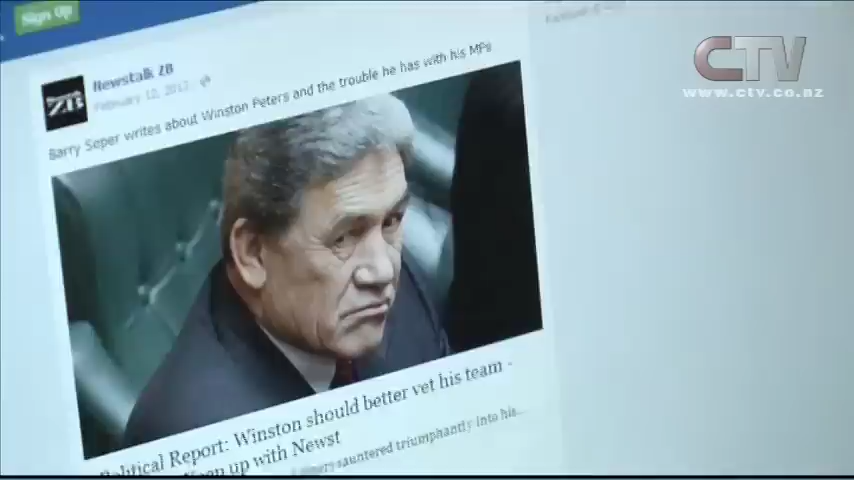 Sign Up
CTV
www.ctv.co.nz
Newstalk ZB
ZB
Barry Soper writes about Winston Peters and the trouble he has with his MPs
Political Report: Winston should better vet his team -
up with Newst
sauntered triumphantly into his...